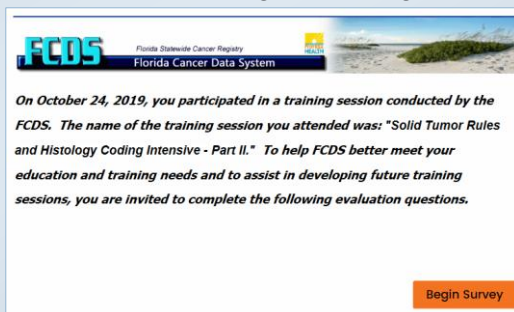 FCDS
Florida Statewide Cancer Registry
Florida Cancer Data System
HEALTH
On October 24, 2019, you participated in a training session conducted by the
FCDS. The name of the training session you attended was: "Solid Tumor Rules
and Histology Coding Intensive - Part II." To help FCDS better meet your
education and training needs and to assist in developing future training
sessions, you are invited to complete the following evaluation questions.
Begin Survey